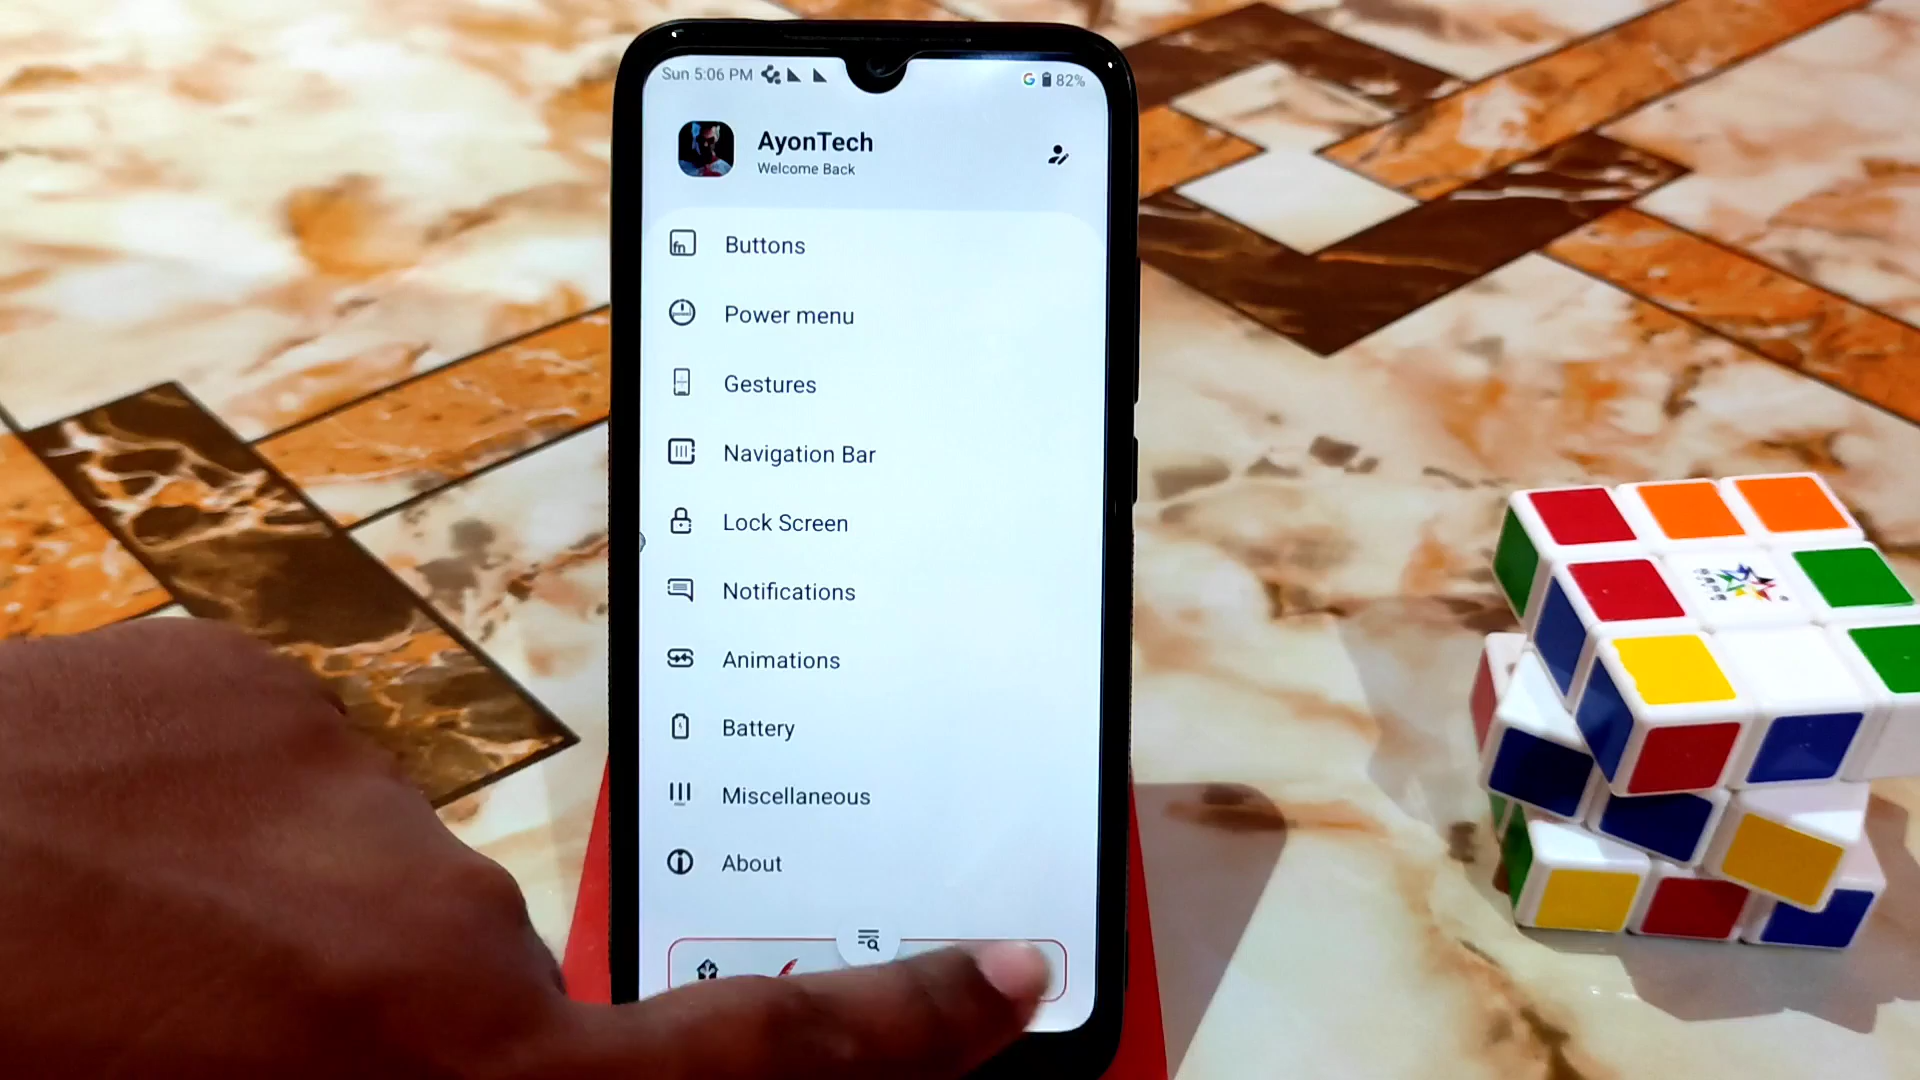 Sun 5:06 PM
82%
AyonTech
Welcome Back
Buttons
Power menu
Gestures
Navigation Bar
Lock Screen
Notifications
Animations
Battery
Miscellaneous
About